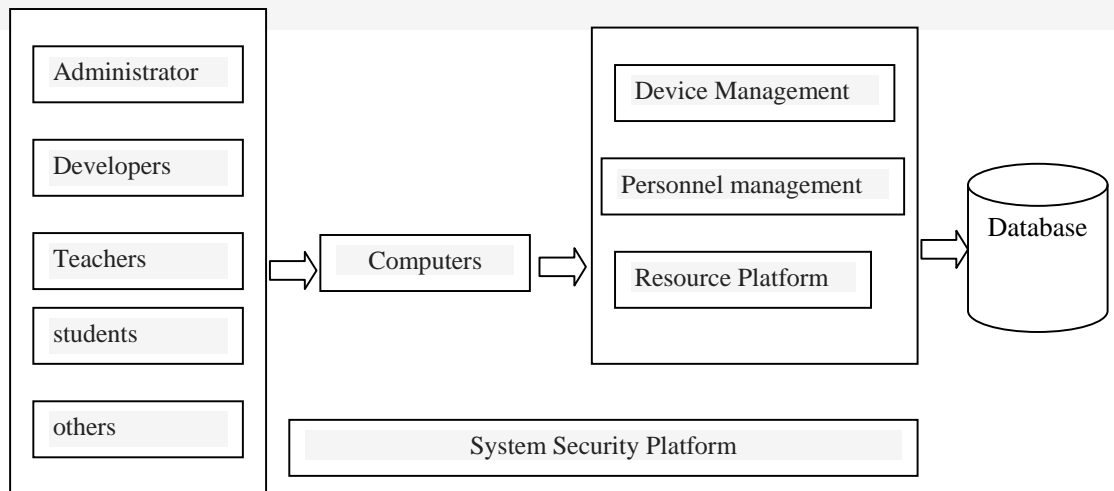 Administrator
Developers
Teachers
students
others
Computers
Device Management
Personnel management
Resource Platform
Database
System Security Platform